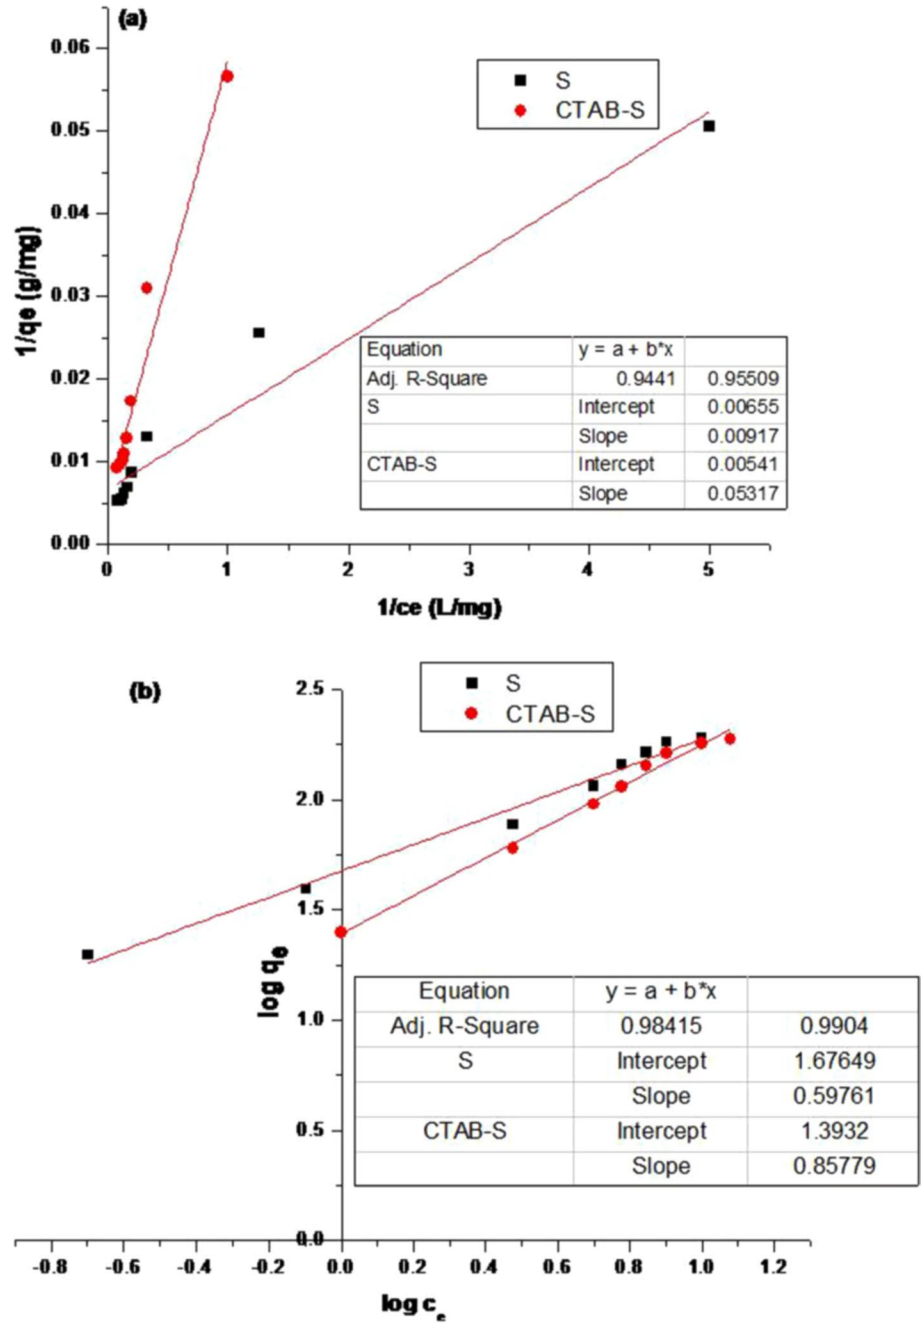 (a)
0.06
0.05
0.04
0.03
0.02
0.01
0.00
1/qe (g/mg)
S
CTAB-S
Equation y = a + b*x
Adj. R-Square 0.9441 0.95509
S Intercept 0.00655
Slope 0.00917
CTAB-S Intercept 0.00541
Slope 0.05317
0 1 2 3 4 5
1/ce (L/mg)
(b)
S
CTAB-S
2.5
2.0
1.5
1.0
0.5
0.0
log qe
Equation y = a + b*x
Adj. R-Square 0.98415 0.9904
S Intercept 1.67649
Slope 0.59761
CTAB-S Intercept 1.3932
Slope 0.85779
-0.8 -0.6 -0.4 -0.2 0.0 0.2 0.4 0.6 0.8 1.0 1.2
log ce